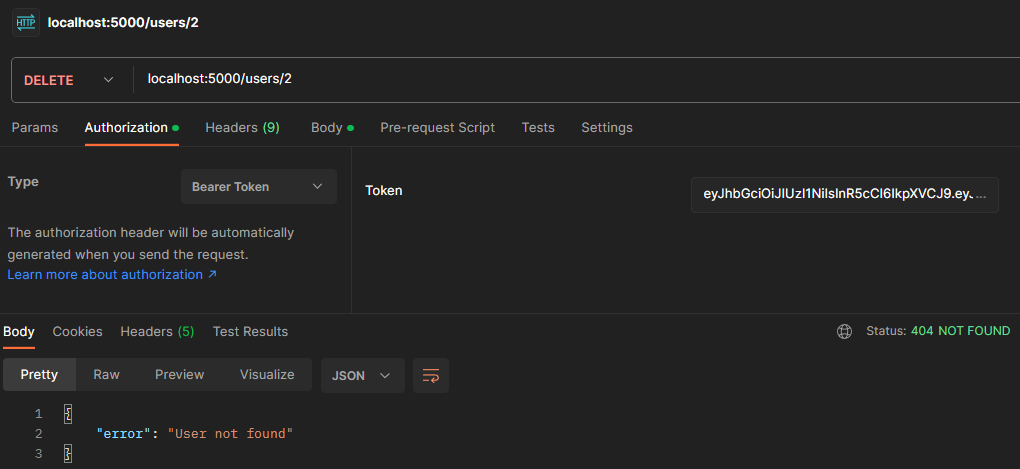 HTTP localhost:5000/users/2
DELETE localhost:5000/users/2
Params Authorization Headers (9) Body Pre-request Script Tests Settings
Type Bearer Token
Token eyJhbGciOiJIUzI1NiIsInR5cCI6IkpXVCJ9.eyJ...
The authorization header will be automatically
generated when you send the request.
Learn more about authorization ↗
Body Cookies Headers (5) Test Results Status: 404 NOT FOUND
Pretty Raw Preview Visualize JSON
1 {
2 "error": "User not found"
3 }